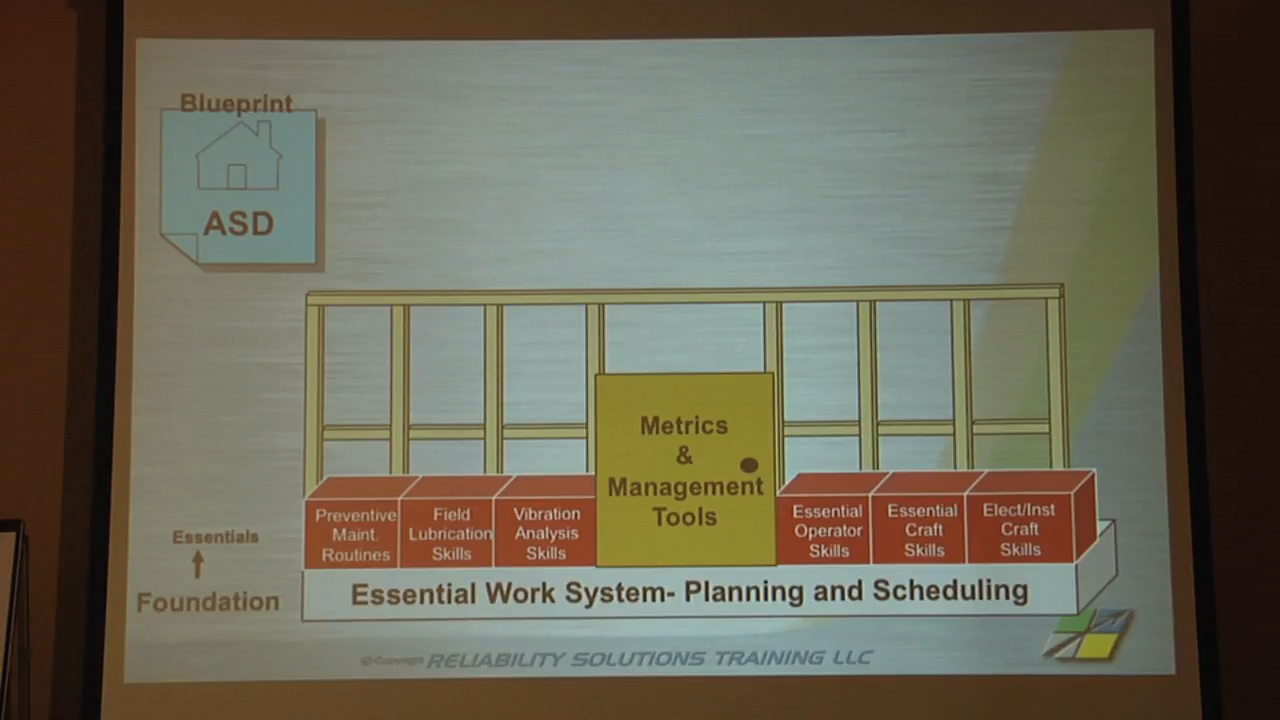 Blueprint
ASD
Metrics
&
Management
Tools
Preventive
Maint.
Routines
Field
Lubrication
Skills
Vibration
Analysis
Skills
Essential
Operator
Skills
Essential
Craft
Skills
Elect/Inst
Craft
Skills
Essentials
Foundation
Essential Work System- Planning and Scheduling
© Copyright RELIABILITY SOLUTIONS TRAINING LLC